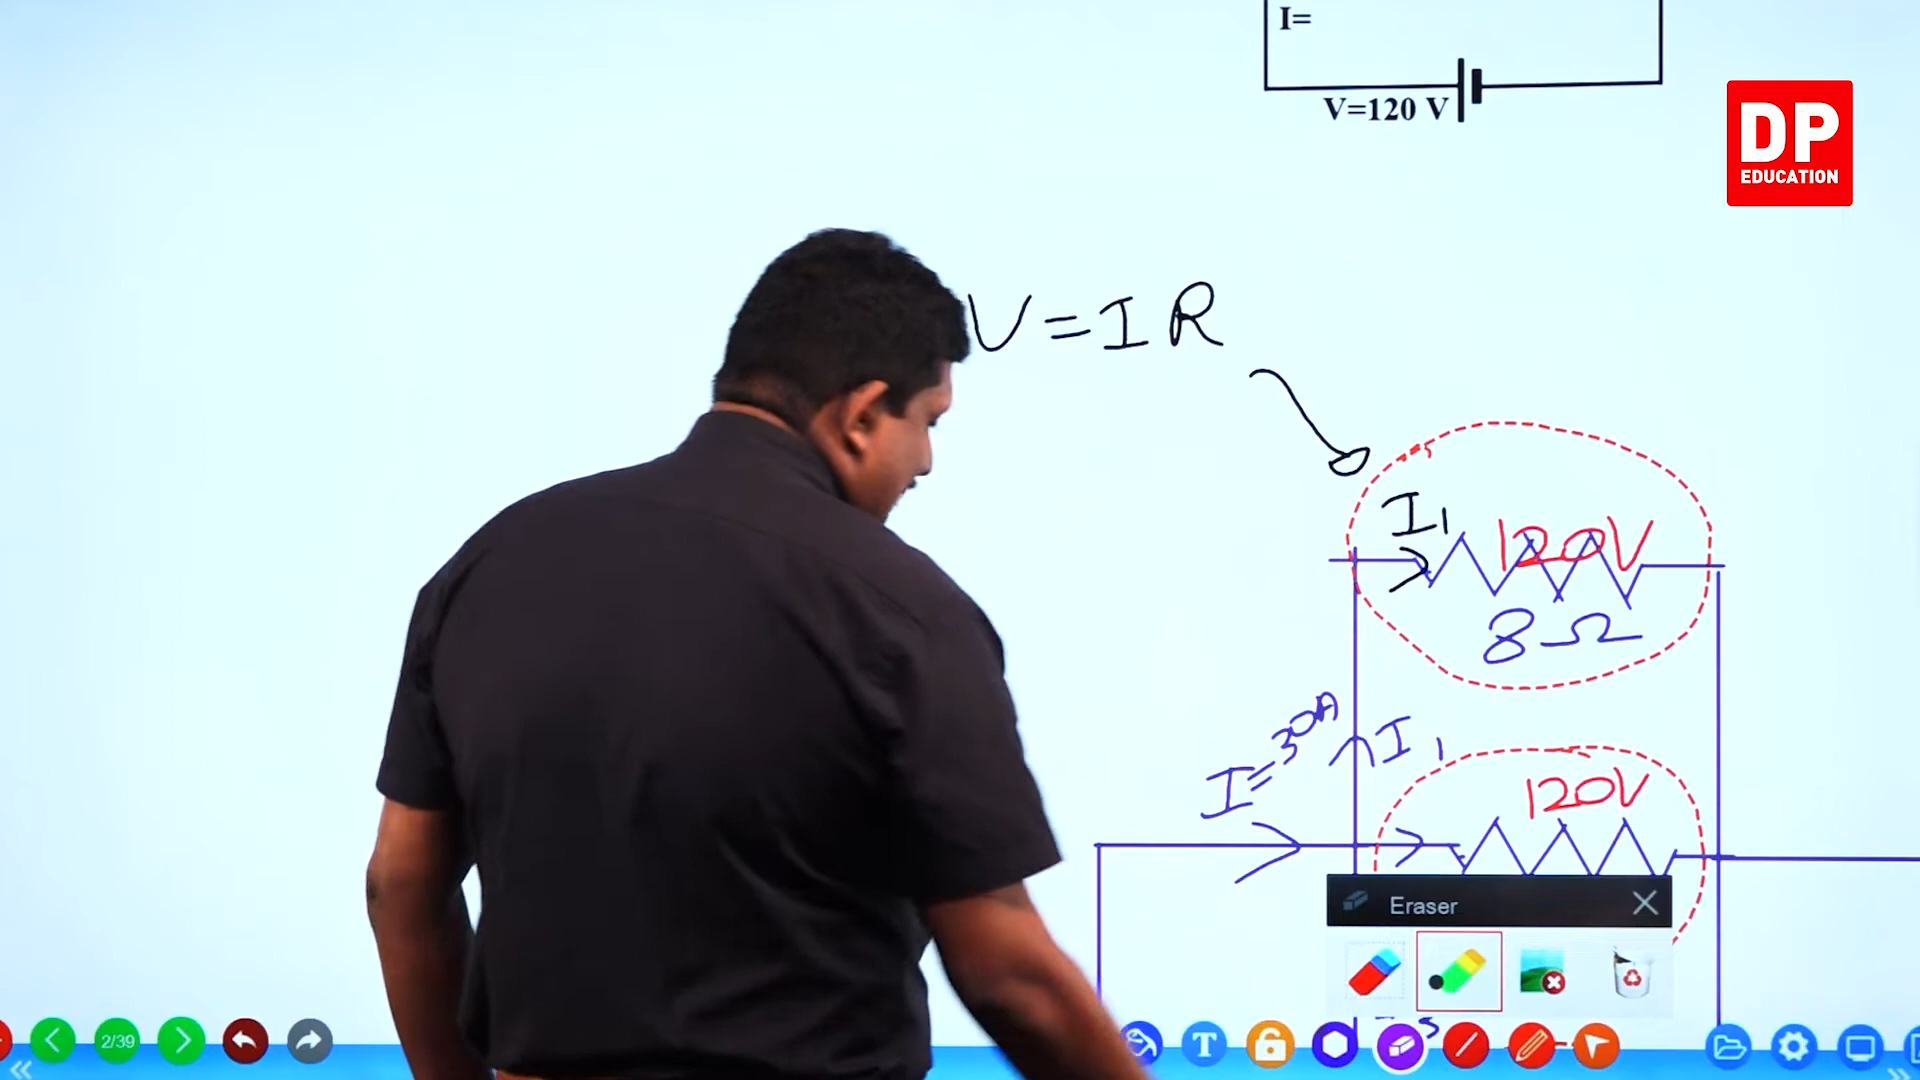 I=
V=120 V
DP
EDUCATION
V=IR
I1
120V
8Ω
I=30A
I1
120V
Eraser
2/39
T